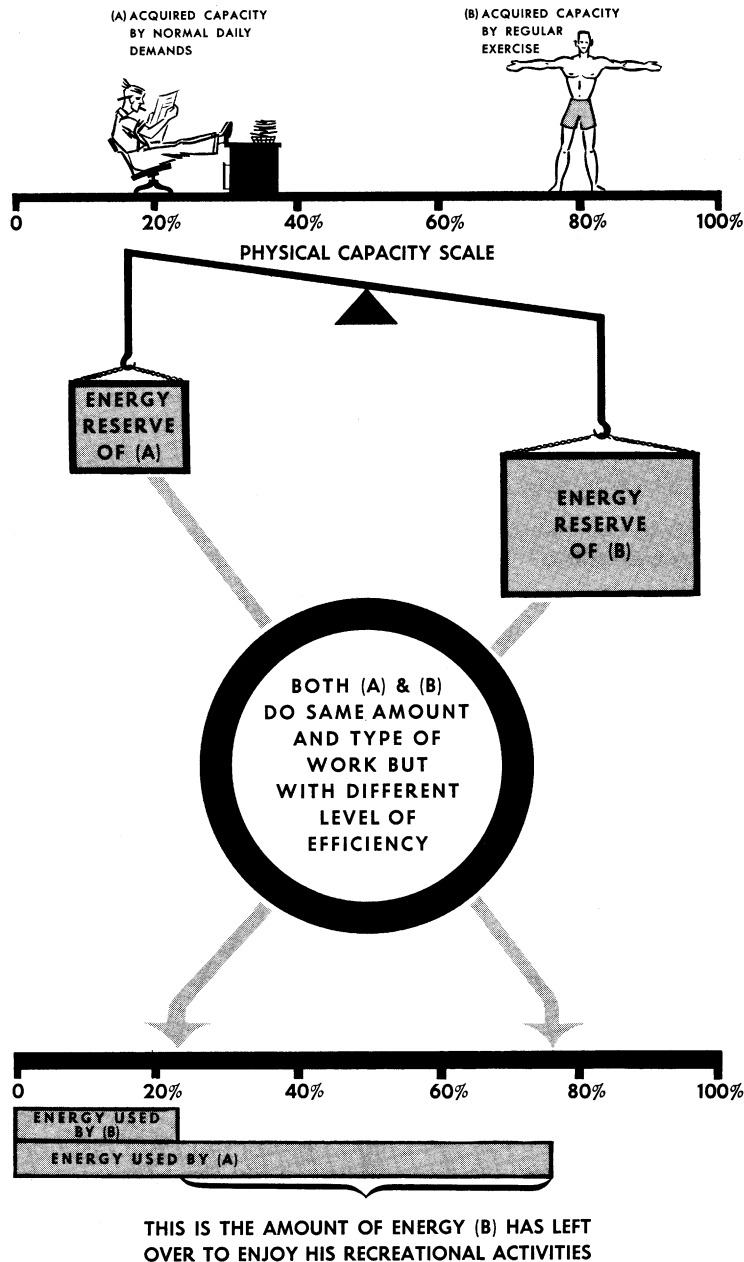 (A) ACQUIRED CAPACITY
BY NORMAL DAILY
DEMANDS
(B) ACQUIRED CAPACITY
BY REGULAR
EXERCISE
0 20% 40% 60% 80% 100%
PHYSICAL CAPACITY SCALE
ENERGY
RESERVE
OF (A)
ENERGY
RESERVE
OF (B)
BOTH (A) & (B)
DO SAME AMOUNT
AND TYPE OF
WORK BUT
WITH DIFFERENT
LEVEL OF
EFFICIENCY
0 20% 40% 60% 80% 100%
ENERGY USED
BY (B)
ENERGY USED BY (A)
THIS IS THE AMOUNT OF ENERGY (B) HAS LEFT
OVER TO ENJOY HIS RECREATIONAL ACTIVITIES